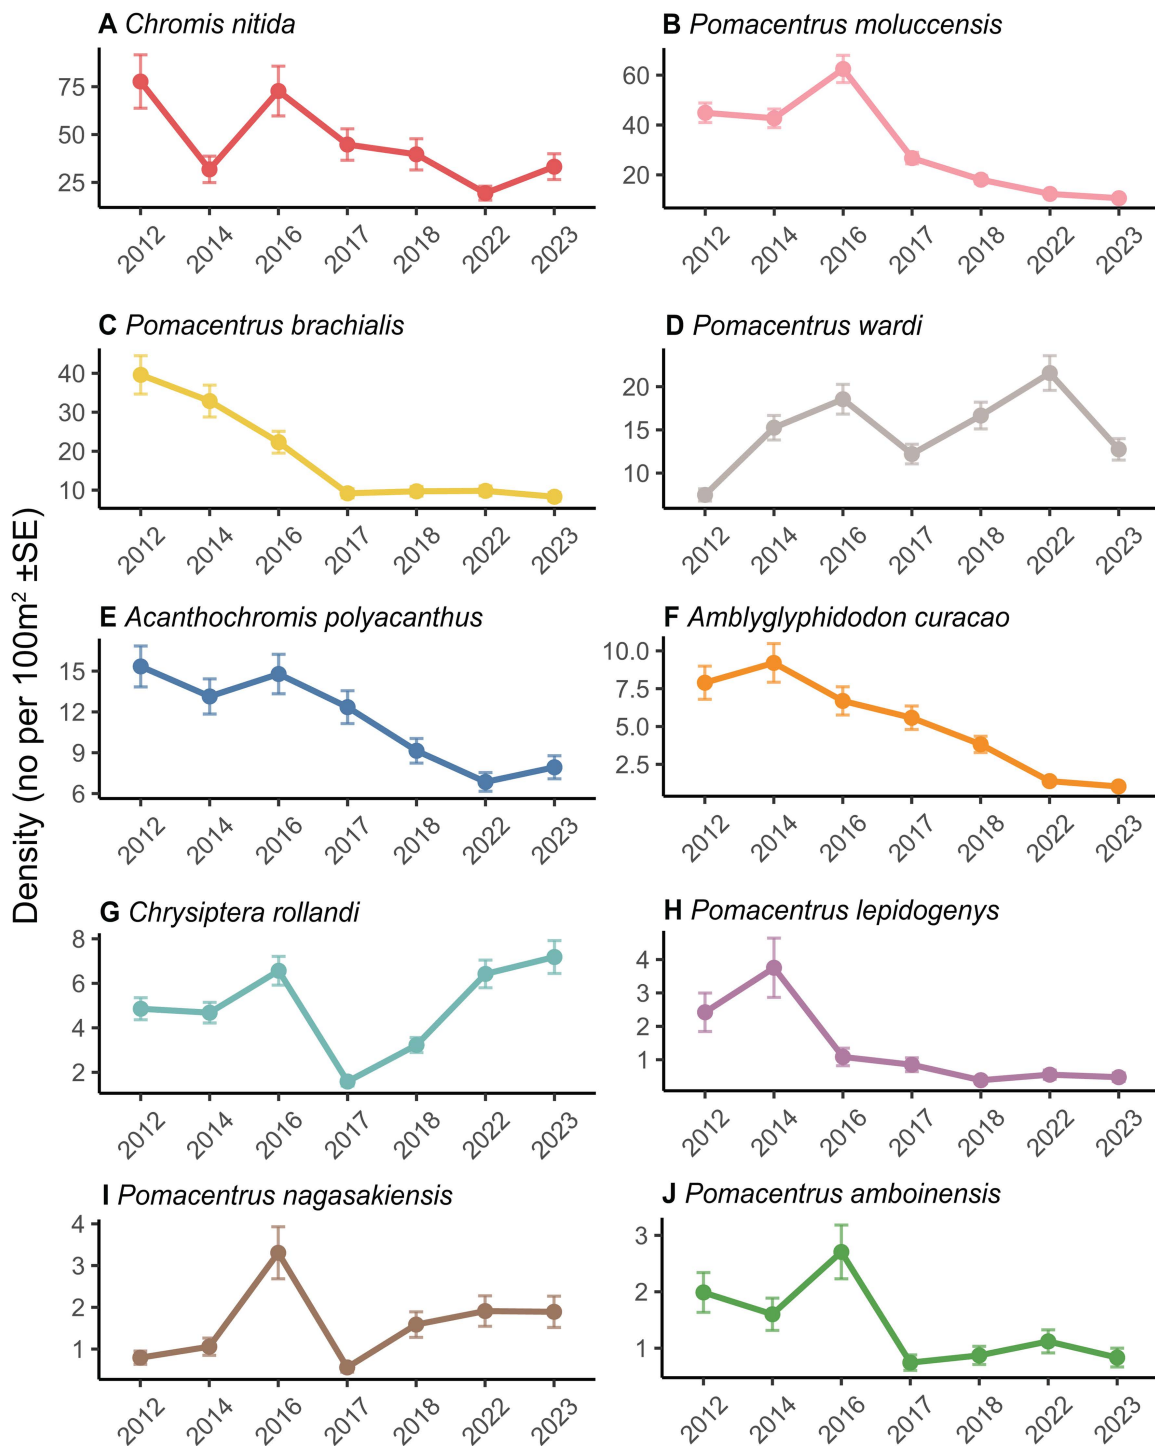 Density (no per 100m² ±SE)
A Chromis nitida
75
50
25
2012 2014 2016 2017 2018 2022 2023
B Pomacentrus moluccensis
60
40
20
2012 2014 2016 2017 2018 2022 2023
C Pomacentrus brachialis
40
30
20
10
2012 2014 2016 2017 2018 2022 2023
D Pomacentrus wardi
20
15
10
2012 2014 2016 2017 2018 2022 2023
E Acanthochromis polyacanthus
15
12
9
6
2012 2014 2016 2017 2018 2022 2023
F Amblyglyphidodon curacao
10.0
7.5
5.0
2.5
2012 2014 2016 2017 2018 2022 2023
G Chrysiptera rollandi
8
6
4
2
2012 2014 2016 2017 2018 2022 2023
H Pomacentrus lepidogenys
4
3
2
1
2012 2014 2016 2017 2018 2022 2023
I Pomacentrus nagasakiensis
4
3
2
1
2012 2014 2016 2017 2018 2022 2023
J Pomacentrus amboinensis
3
2
1
2012 2014 2016 2017 2018 2022 2023